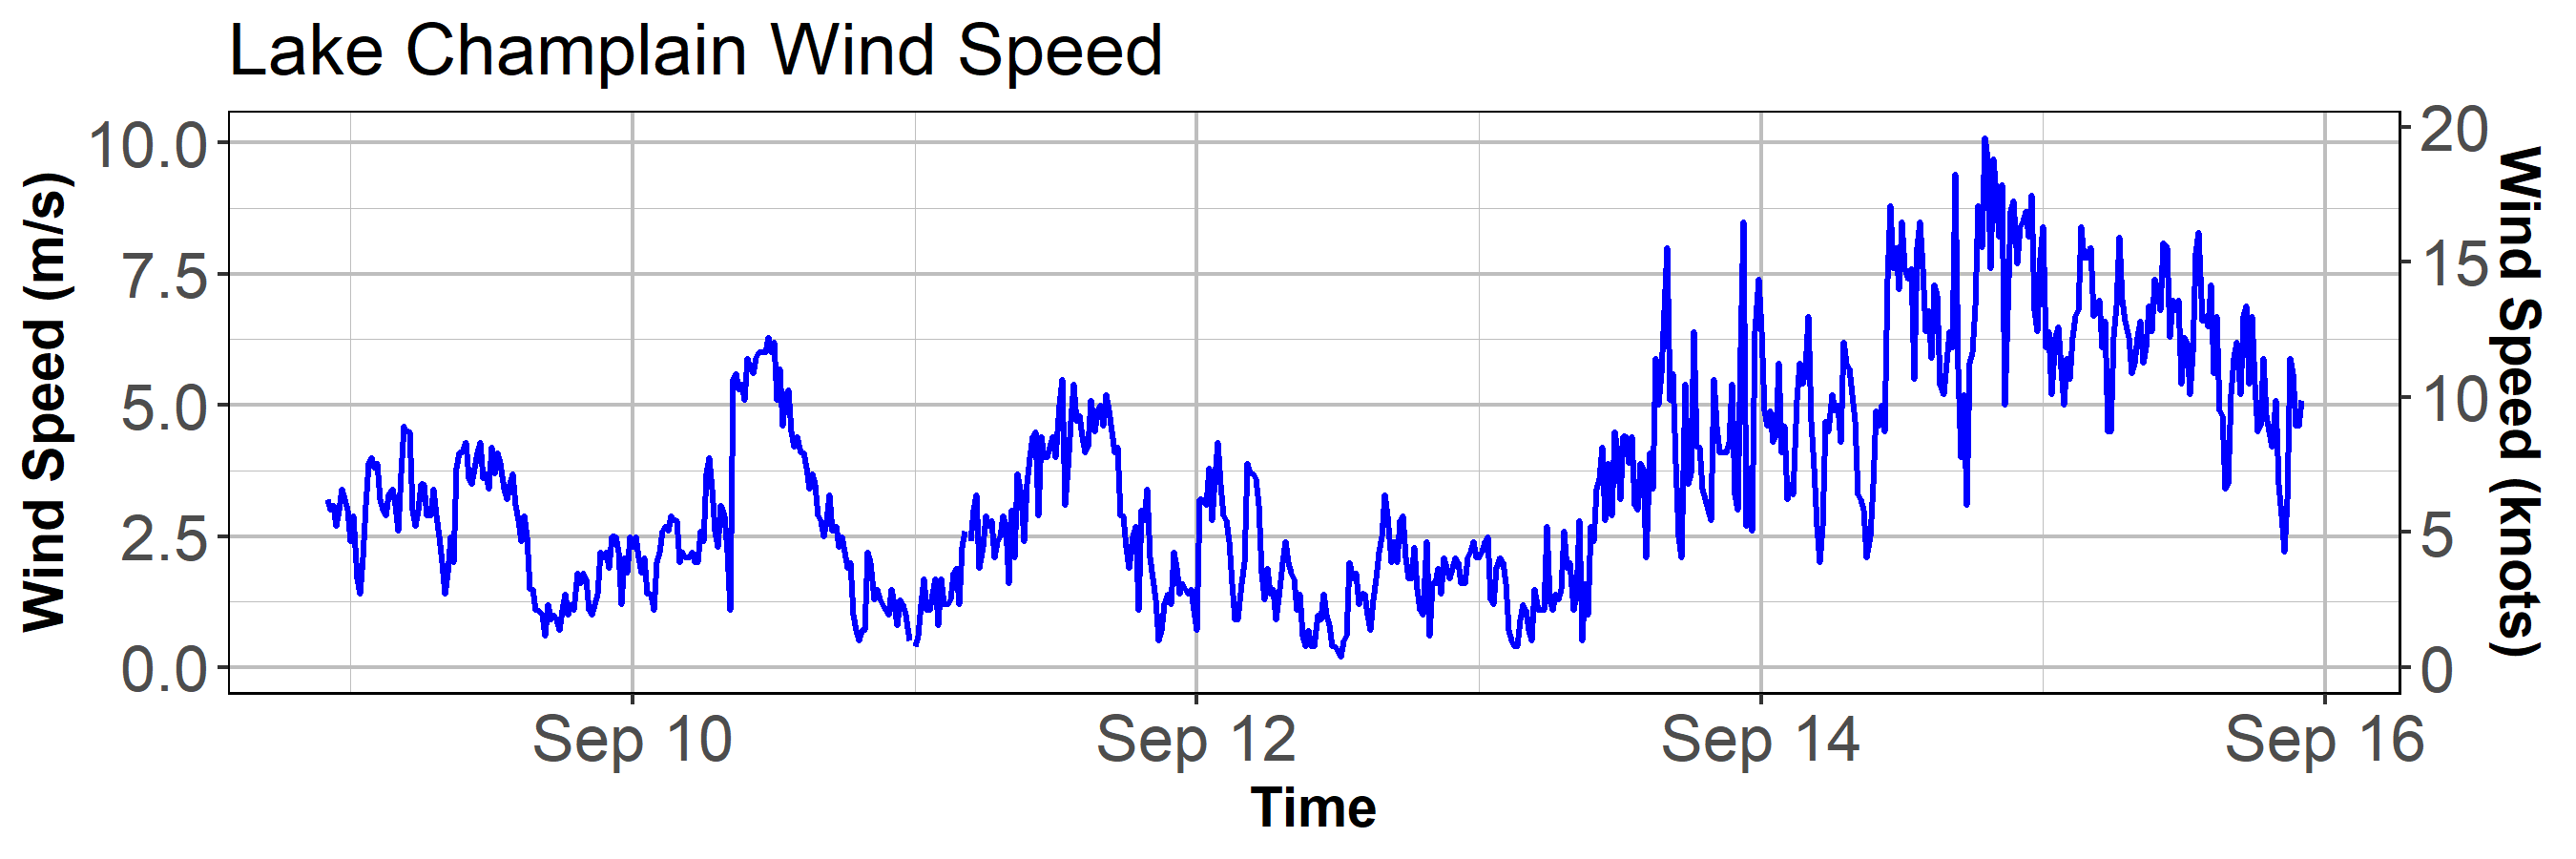 Lake Champlain Wind Speed
Wind Speed (m/s)
10.0
7.5
5.0
2.5
0.0
20
15
10
5
0
Wind Speed (knots)
Sep 10
Sep 12
Sep 14
Sep 16
Time